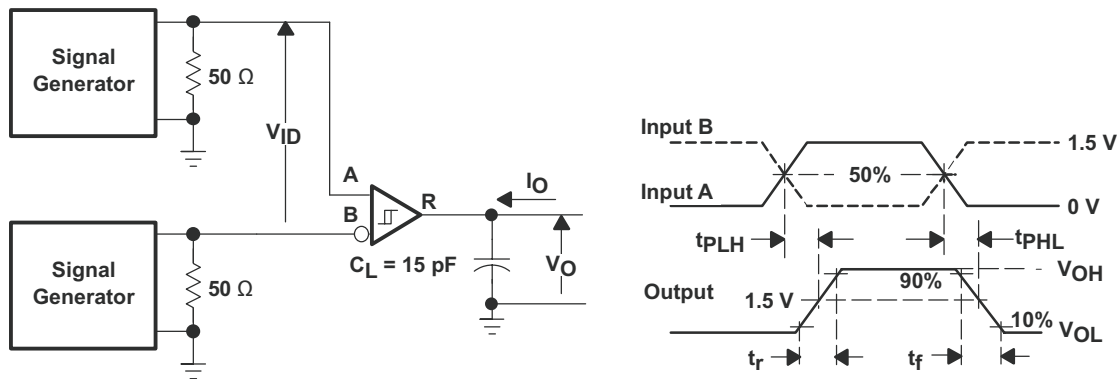 Signal
Generator
50 Ω
VID
A
B
R
IO
CL = 15 pF
VO
Signal
Generator
50 Ω
Input B
1.5 V
50%
Input A
0 V
tPLH
tPHL
VOH
90%
Output
1.5 V
10%
VOL
tr
tf